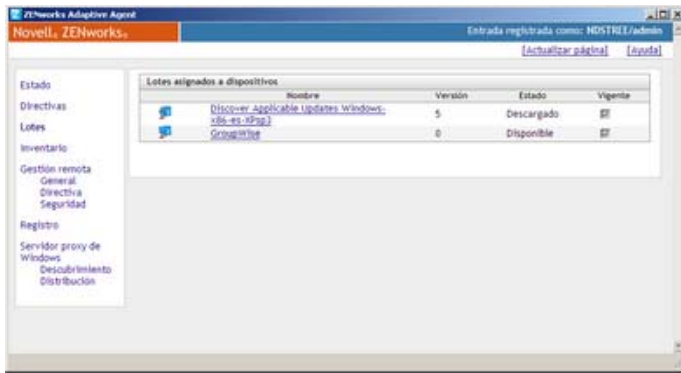 ZENworks Adaptive Agent
Novell® ZENworks®
Entrada registrada como: NDSTREE/admin
[Actualizar página] [Ayuda]
Estado
Directivas
Lotes
Inventario
Gestión remota
General
Directiva
Seguridad
Registro
Servidor proxy de
Windows
Descubrimiento
Distribución
Lotes asignados a dispositivos
Nombre Versión Estado Vigente
Discover Applicable Updates Windows-
x86-es-XPsp3 5 Descargado
GroupWise 0 Disponible